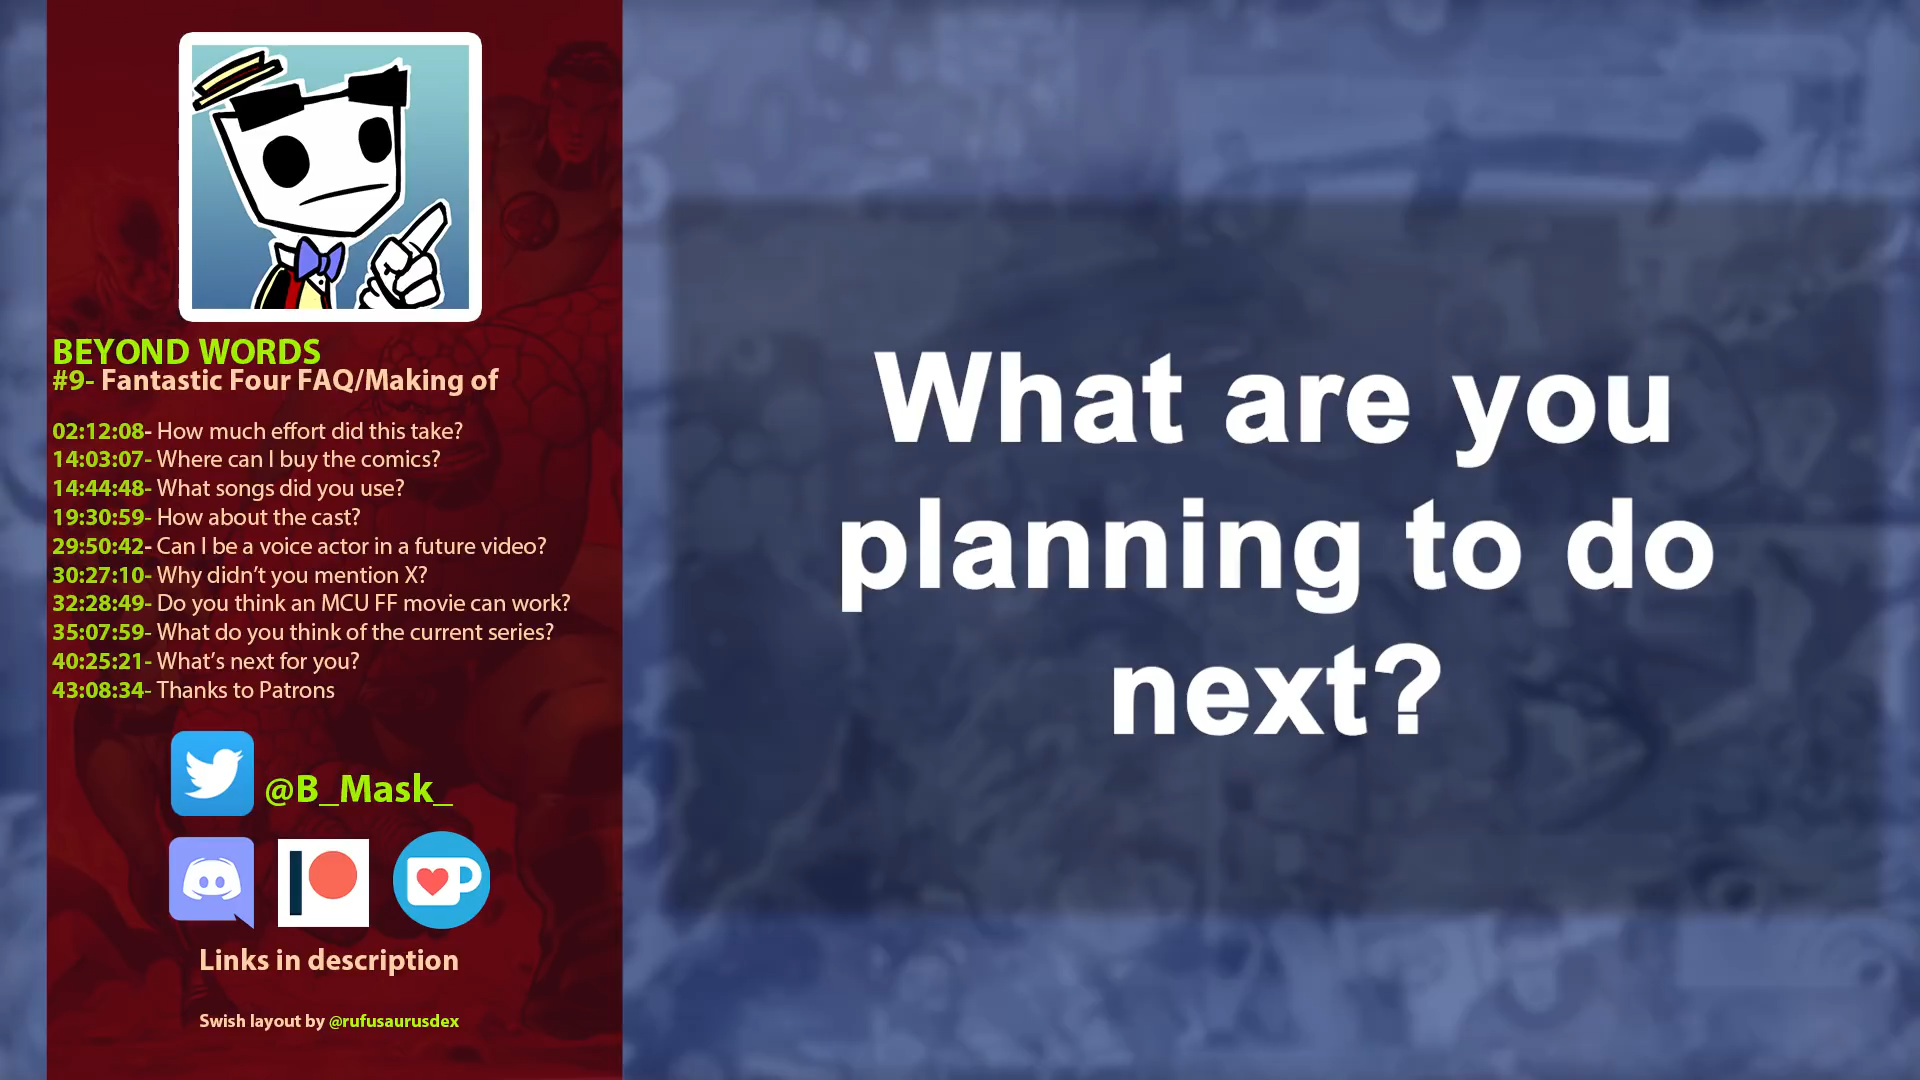 BEYOND WORDS
#9- Fantastic Four FAQ/Making of
02:12:08- How much effort did this take?
14:03:07- Where can I buy the comics?
14:44:48- What songs did you use?
19:30:59- How about the cast?
29:50:42- Can I be a voice actor in a future video?
30:27:10- Why didn't you mention X?
32:28:49- Do you think an MCU FF movie can work?
35:07:59- What do you think of the current series?
40:25:21- What's next for you?
43:08:34- Thanks to Patrons
@B_Mask_
Links in description
Swish layout by @rufusaurusdex
What are you
planning to do
next?